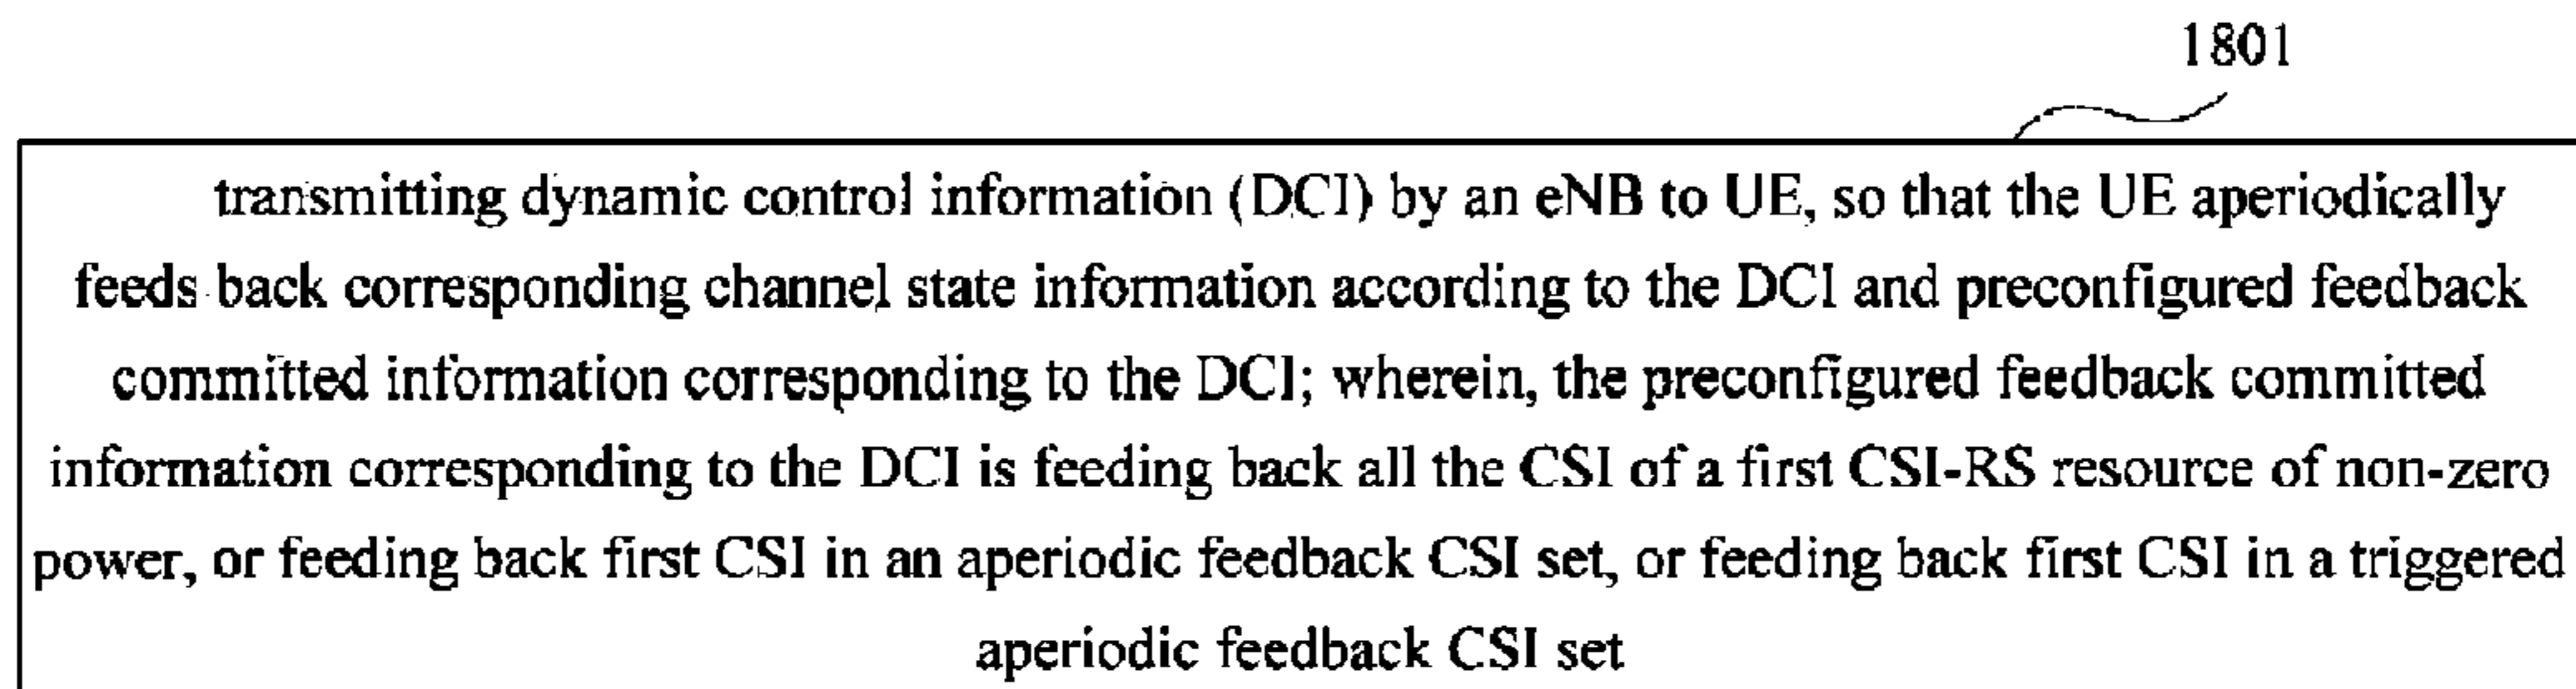 1801
transmitting dynamic control information (DCI) by an eNB to UE, so that the UE aperiodically
feeds back corresponding channel state information according to the DCI and preconfigured feedback
committed information corresponding to the DCI; wherein, the preconfigured feedback committed
information corresponding to the DCI is feeding back all the CSI of a first CSI-RS resource of non-zero
power, or feeding back first CSI in an aperiodic feedback CSI set, or feeding back first CSI in a triggered
aperiodic feedback CSI set